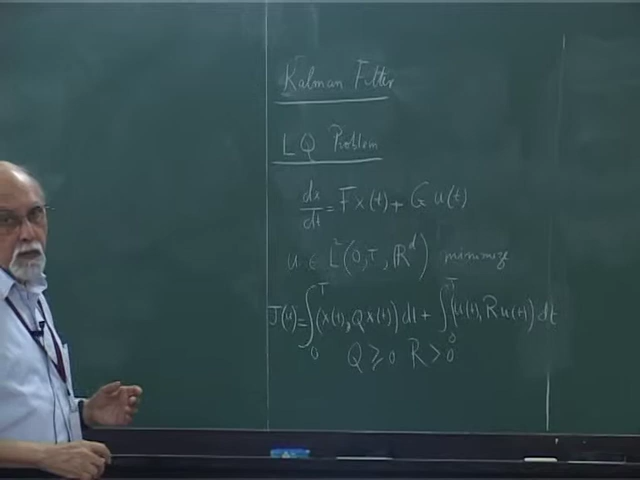 Kalman Filter
LQ Problem
dx/dt = Fx(t) + Gu(t)
u ∈ L²(0,T,ℝᵈ) minimize
J(u) = ∫₀ᵀ (x(t), Qx(t)) dt + ∫₀ᵀ (u(t), Ru(t)) dt
Q ≥ 0 R > 0